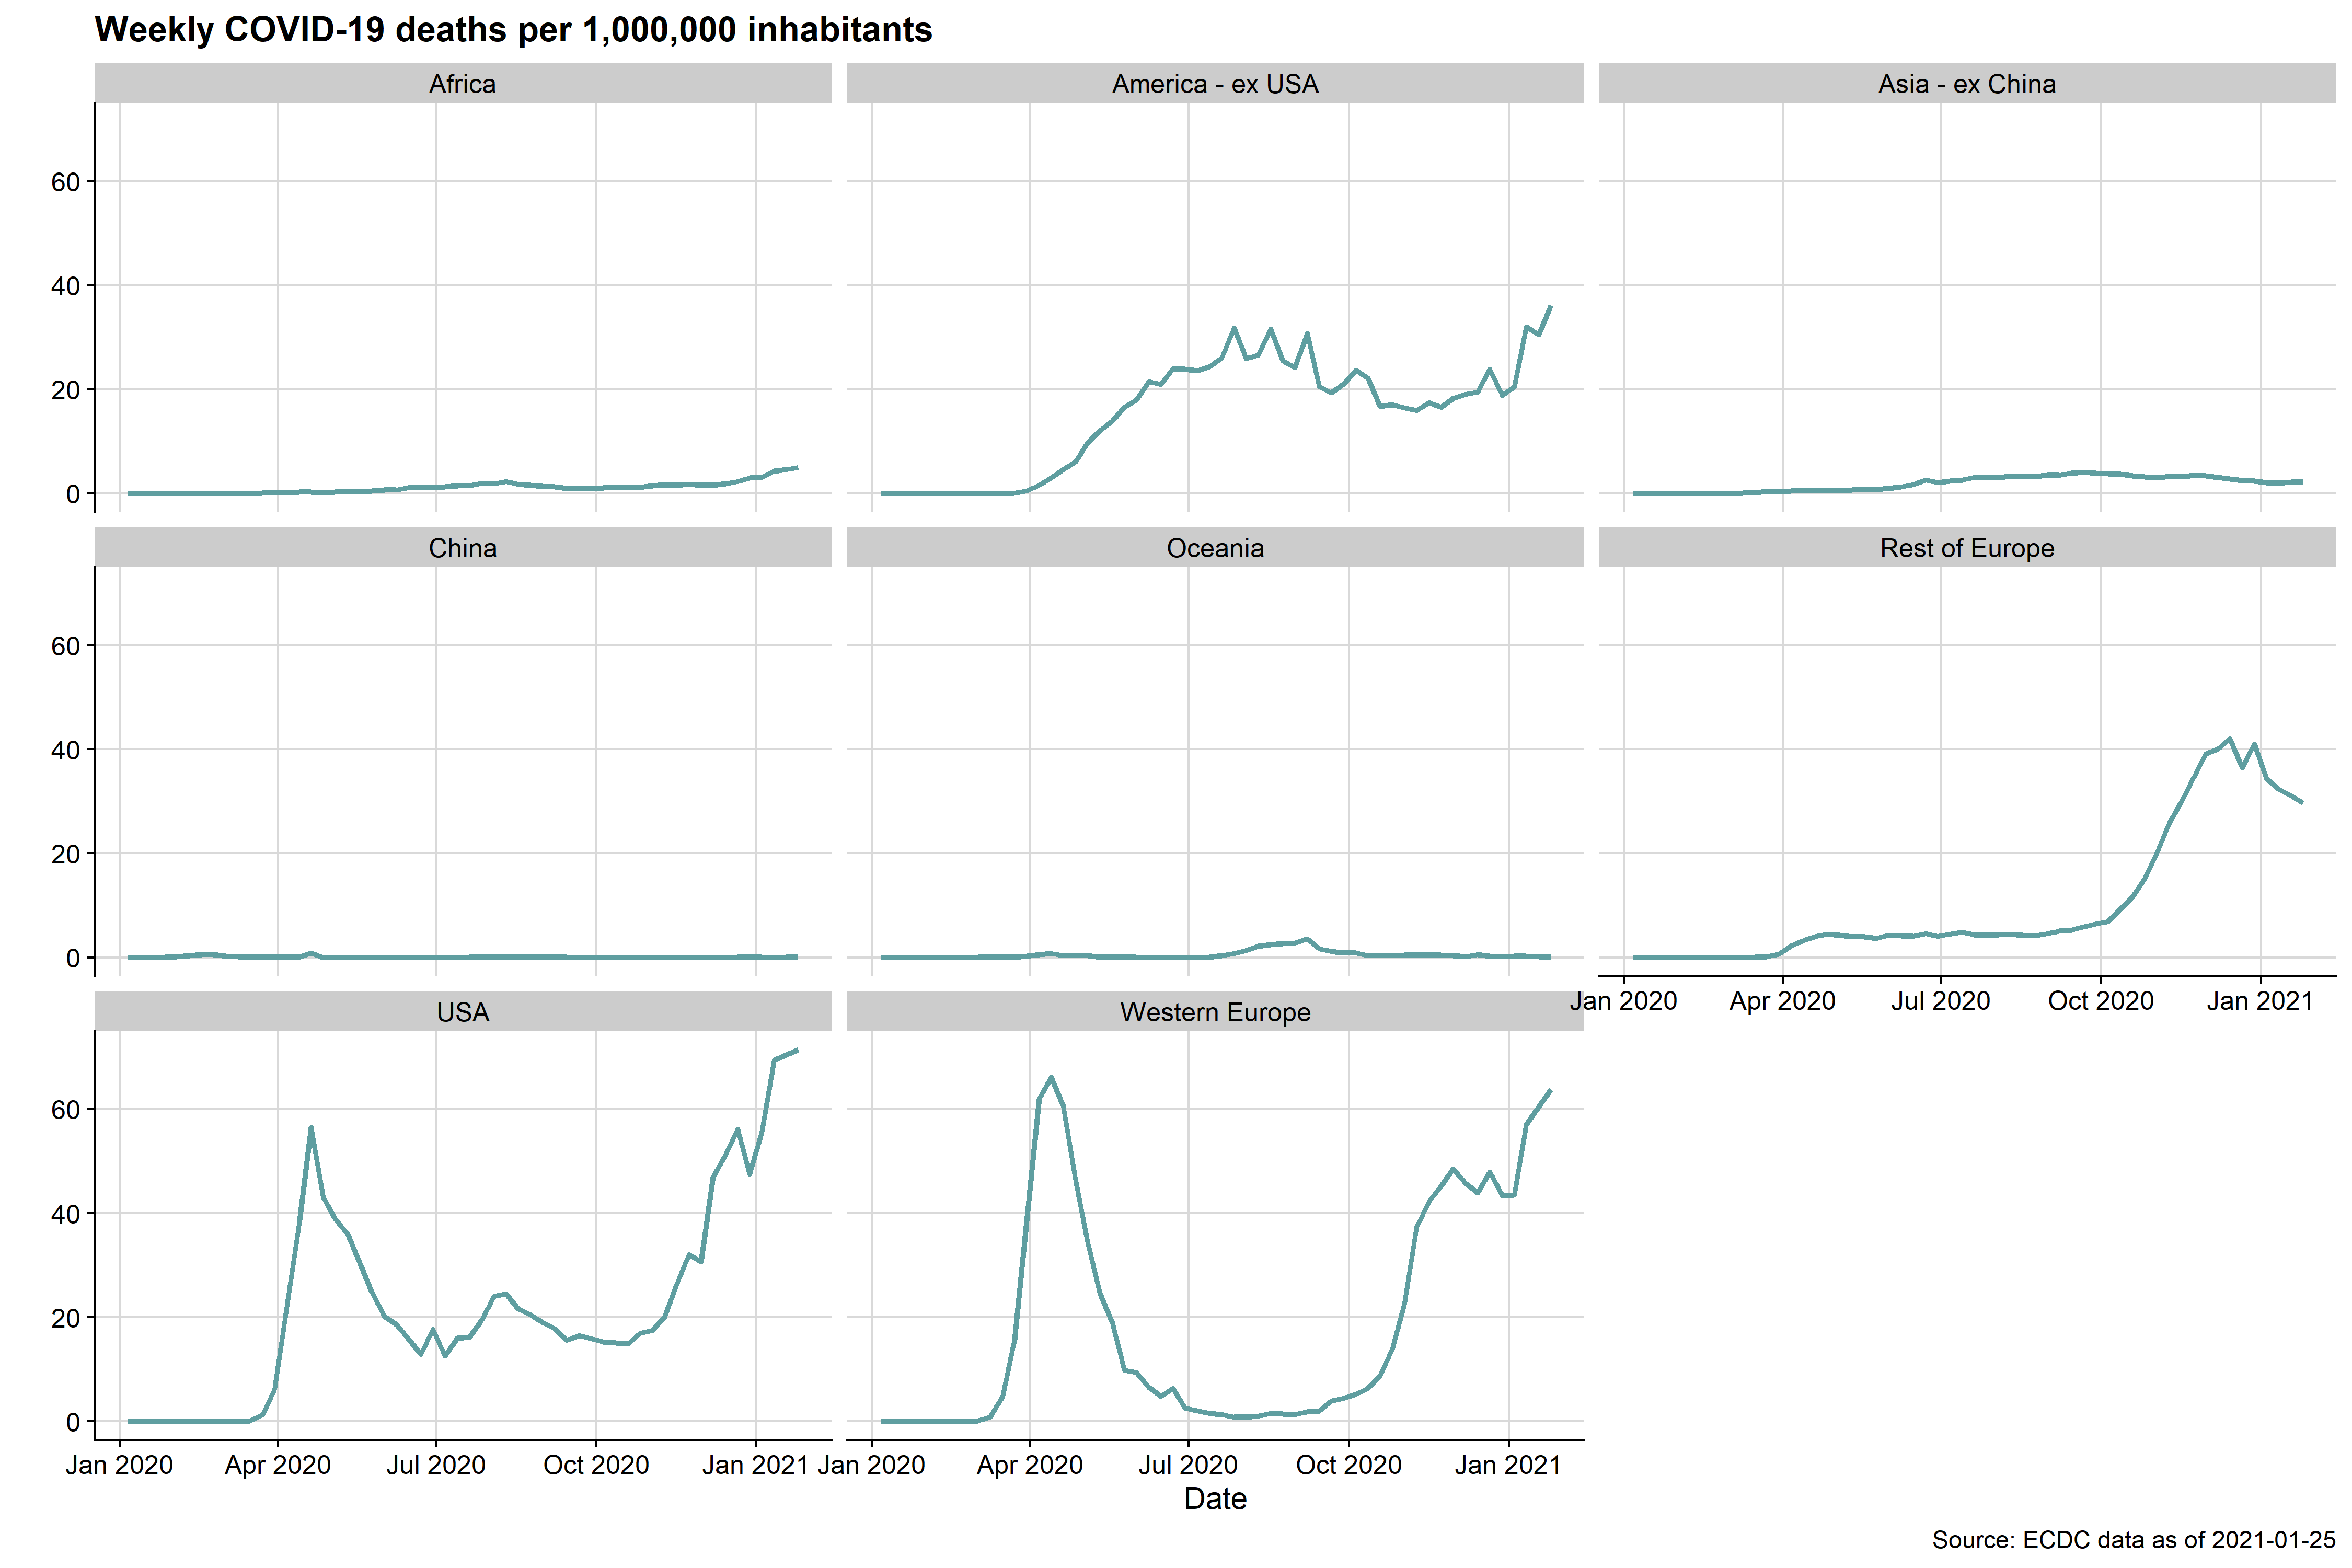 Weekly COVID-19 deaths per 1,000,000 inhabitants
Africa
America - ex USA
Asia - ex China
60
40
20
0
China
Oceania
Rest of Europe
60
40
20
0
Jan 2020
Apr 2020
Jul 2020
Oct 2020
Jan 2021
USA
Western Europe
60
40
20
0
Jan 2020
Apr 2020
Jul 2020
Oct 2020
Jan 2021
Jan 2020
Apr 2020
Jul 2020
Oct 2020
Jan 2021
Date
Source: ECDC data as of 2021-01-25